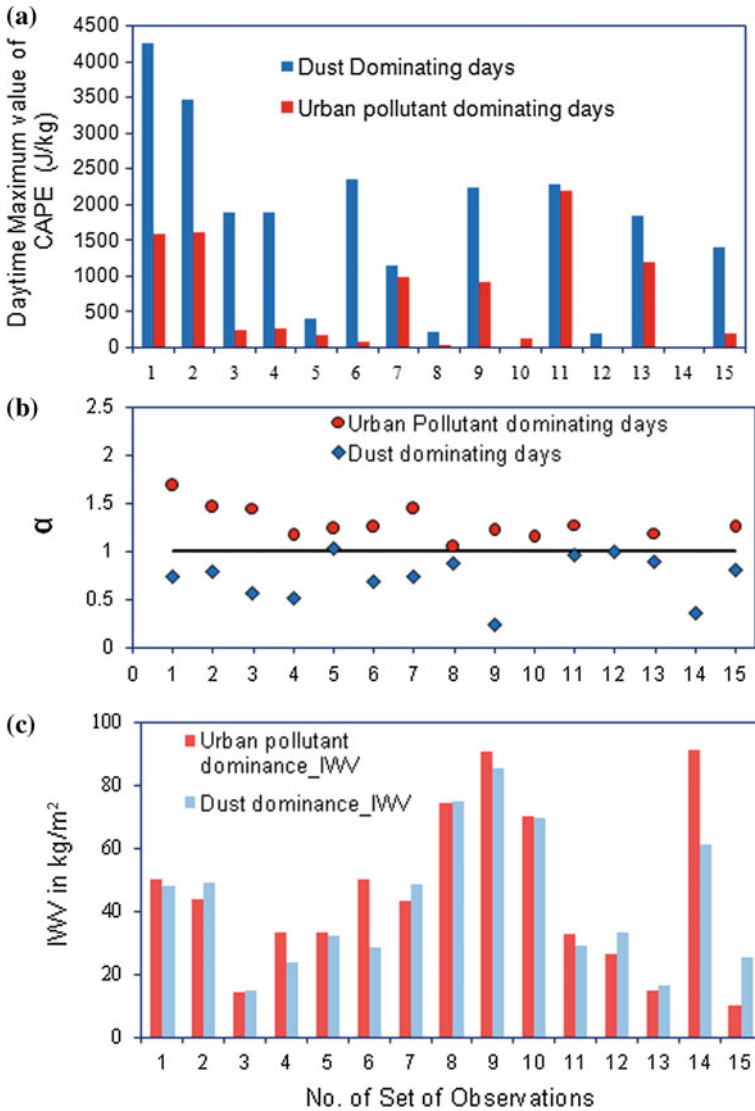 (a)
4500
4000
3500
3000
2500
2000
1500
1000
500
0
Daytime Maximum value of
CAPE (J/kg)
Dust Dominating days
Urban pollutant dominating days
1 2 3 4 5 6 7 8 9 10 11 12 13 14 15
(b)
2.5
2
1.5
1
0.5
0
α
Urban Pollutant dominating days
Dust dominating days
0 1 2 3 4 5 6 7 8 9 10 11 12 13 14 15
(c)
100
80
60
40
20
0
IWV in kg/m²
Urban pollutant
dominance_IWV
Dust dominance_IWV
1 2 3 4 5 6 7 8 9 10 11 12 13 14 15
No. of Set of Observations